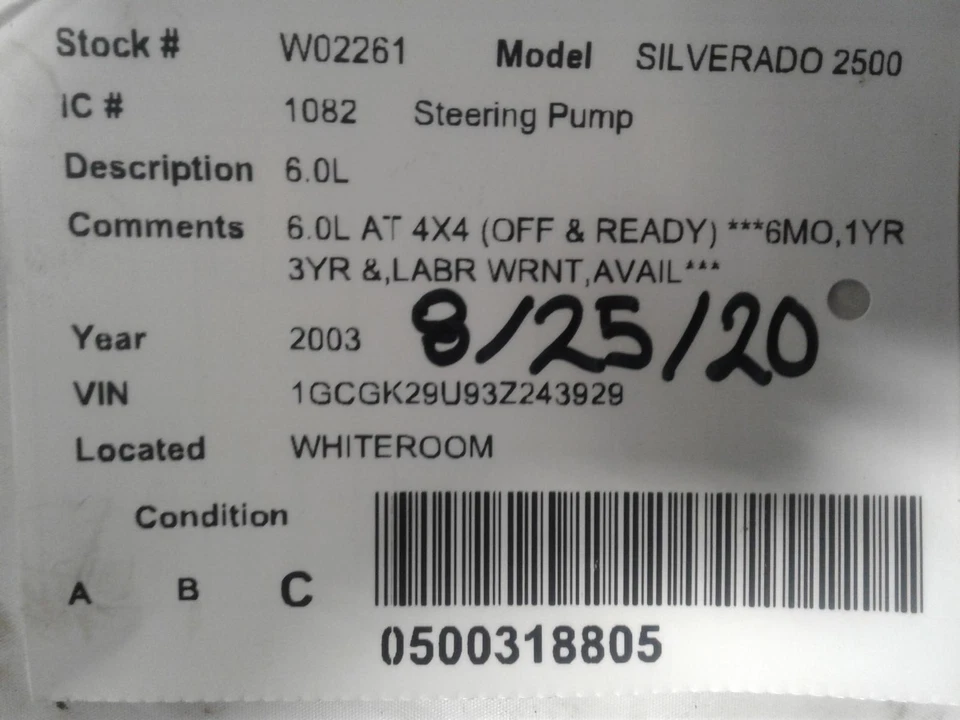 Stock # W02261 Model SILVERADO 2500
IC # 1082 Steering Pump
Description 6.0L
Comments 6.0L AT 4X4 (OFF & READY) ***6MO,1YR
3YR &,LABR WRNT,AVAIL***
Year 2003 8/25/20
VIN 1GCGK29U93Z243929
Located WHITEROOM
Condition
A B C
0500318805